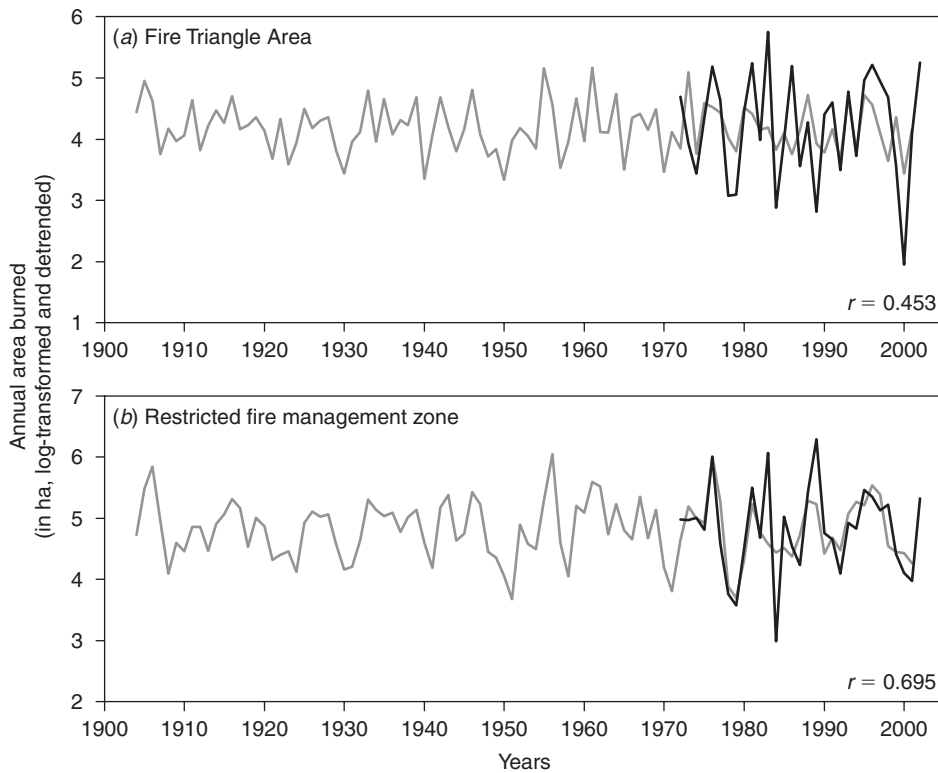 Annual area burned
(in ha, log-transformed and detrended)
(a) Fire Triangle Area
6
5
4
3
2
1
r = 0.453
1900 1910 1920 1930 1940 1950 1960 1970 1980 1990 2000
(b) Restricted fire management zone
7
6
5
4
3
2
r = 0.695
1900 1910 1920 1930 1940 1950 1960 1970 1980 1990 2000
Years